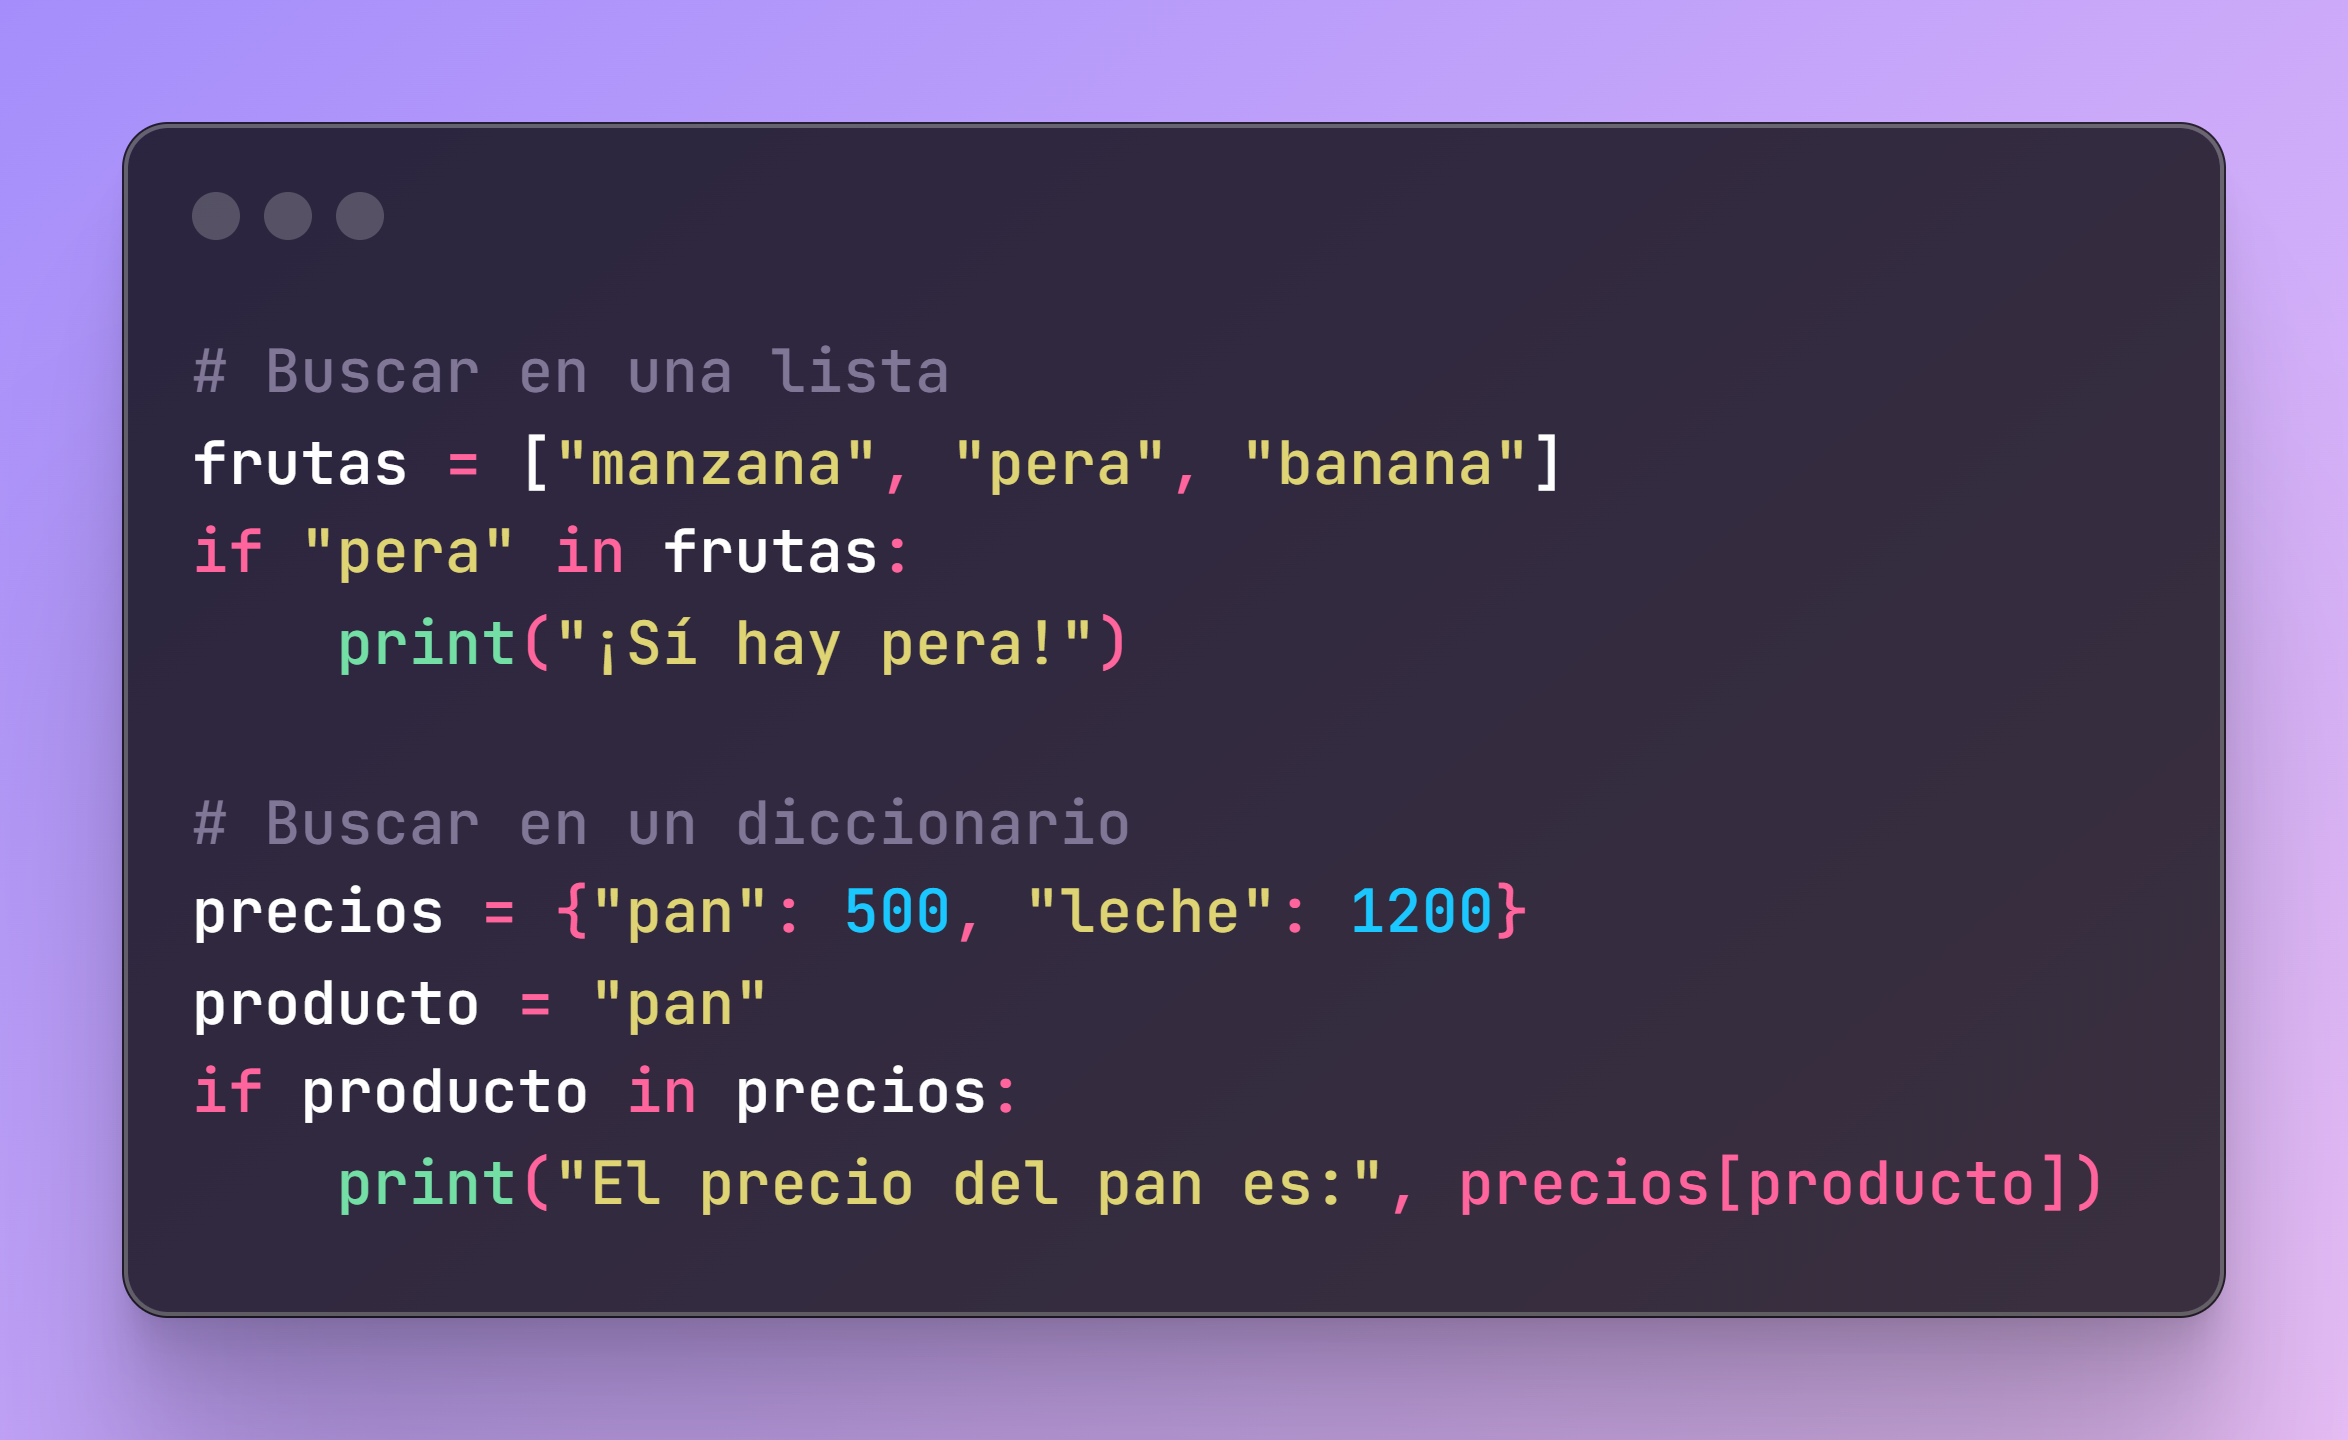 # Buscar en una lista
frutas = ["manzana", "pera", "banana"]
if "pera" in frutas:
    print("¡Sí hay pera!")

# Buscar en un diccionario
precios = {"pan": 500, "leche": 1200}
producto = "pan"
if producto in precios:
    print("El precio del pan es:", precios[producto])